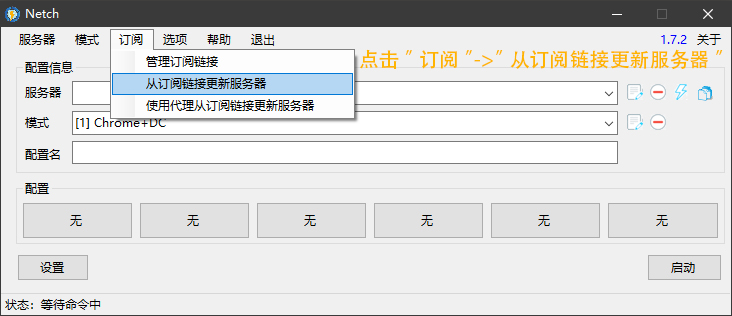 Netch
服务器 模式 订阅 选项 帮助 退出 1.7.2 关于
管理订阅链接
点击＂订阅＂->＂从订阅链接更新服务器＂
配置信息
从订阅链接更新服务器
服务器
使用代理从订阅链接更新服务器
模式 [1] Chrome+DC
配置名
配置
无 无 无 无 无 无
设置 启动
状态：等待命令中